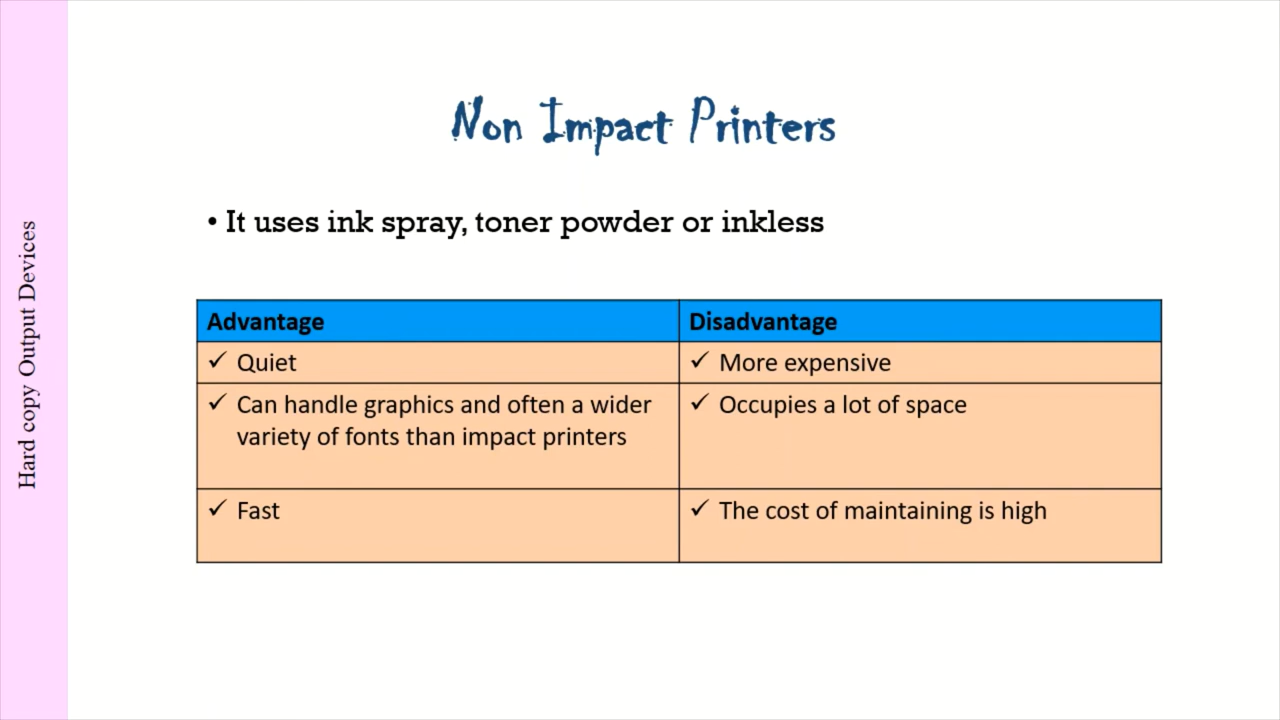 Hard copy Output Devices
Non Impact Printers
• It uses ink spray, toner powder or inkless
Advantage
Disadvantage
✓ Quiet
✓ More expensive
✓ Can handle graphics and often a wider
variety of fonts than impact printers
✓ Occupies a lot of space
✓ Fast
✓ The cost of maintaining is high